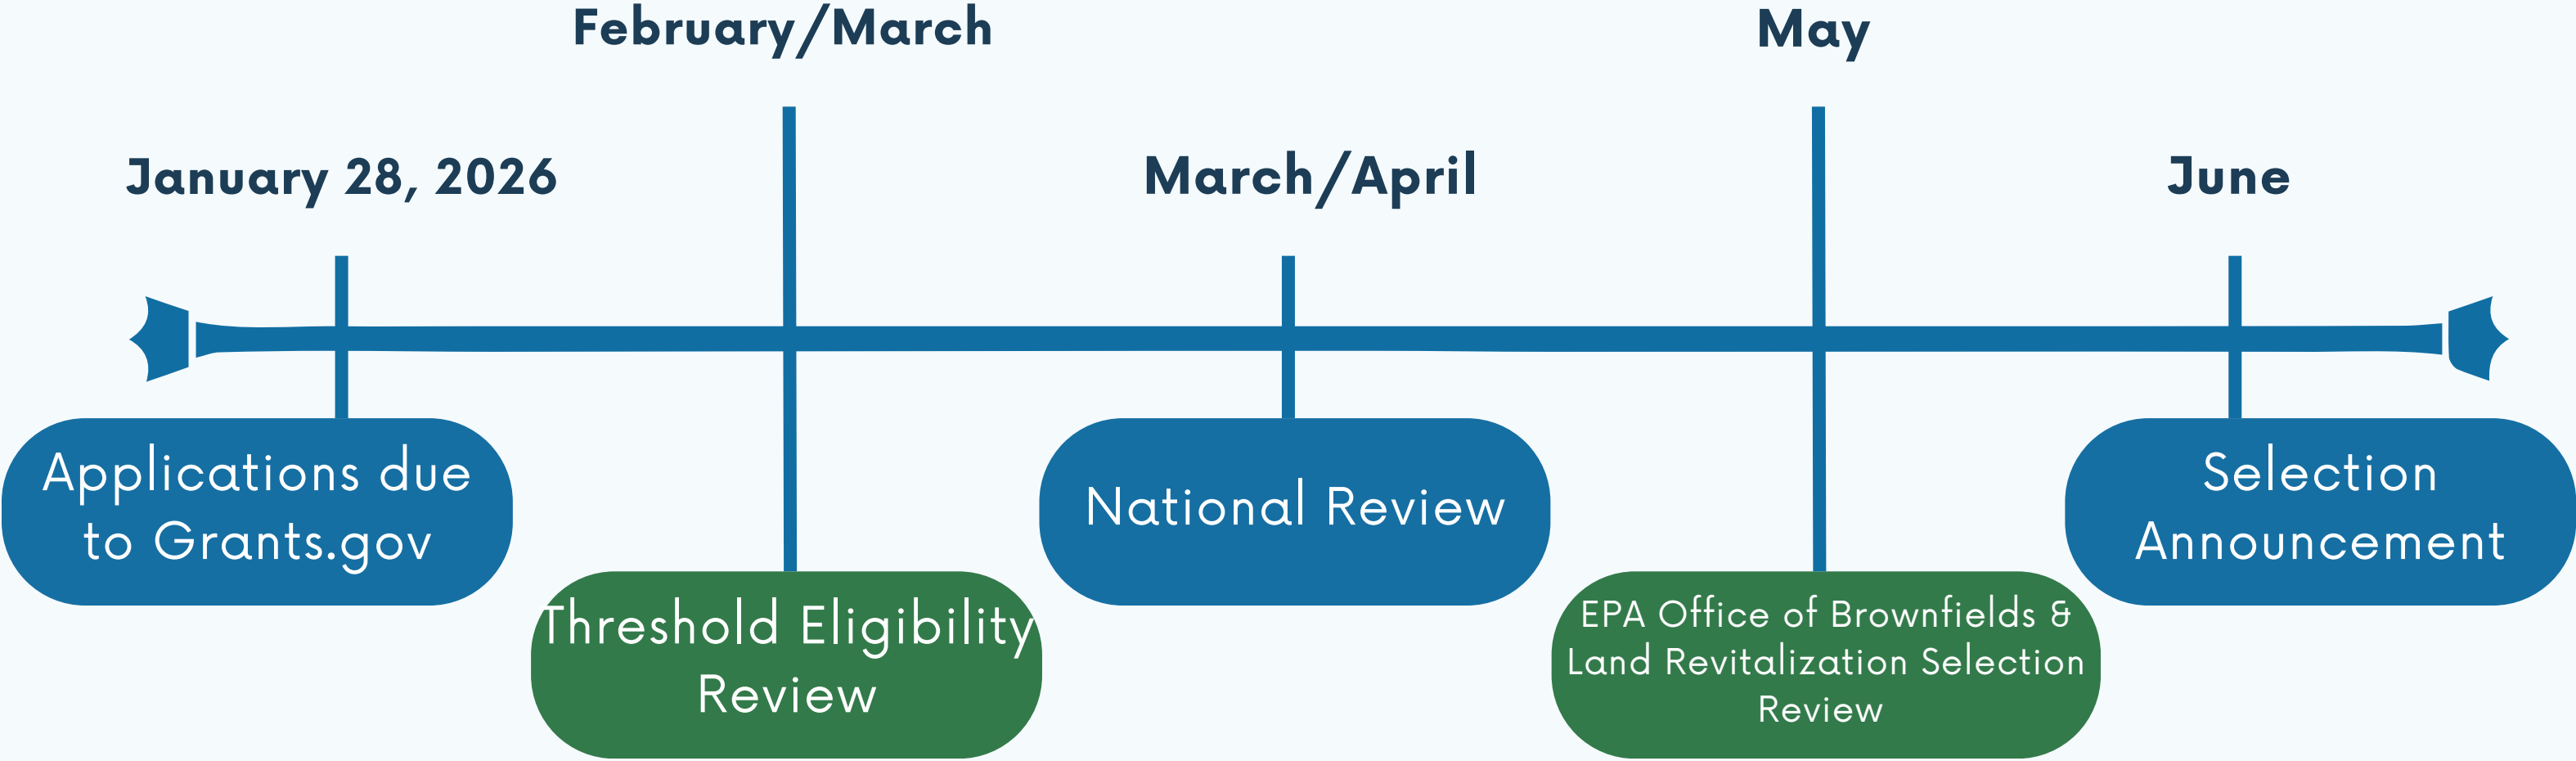 January 28, 2026
Applications due
to Grants.gov
February/March
Threshold Eligibility
Review
March/April
National Review
May
EPA Office of Brownfields &
Land Revitalization Selection
Review
June
Selection
Announcement